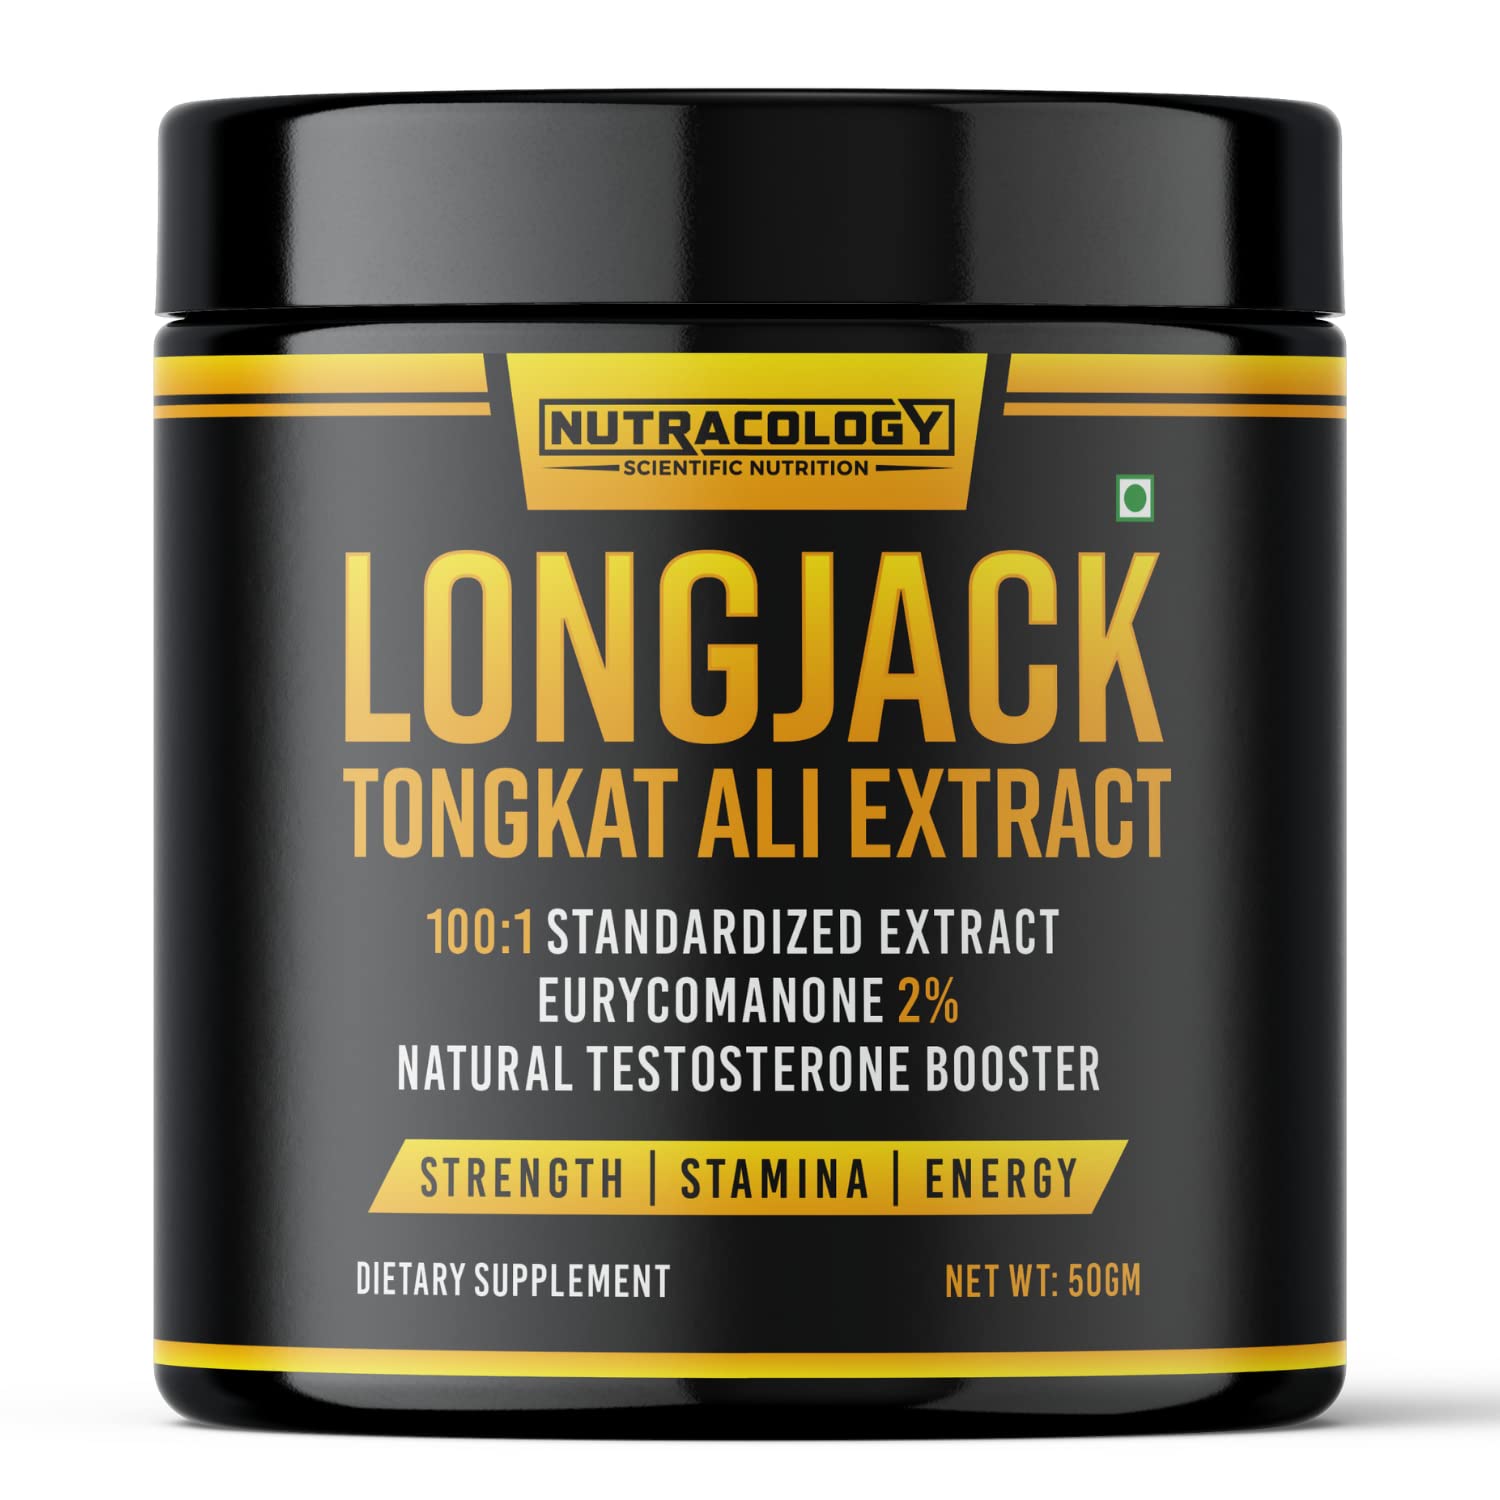 NUTRACOLOGY
SCIENTIFIC NUTRITION
LONGJACK
TONGKAT ALI EXTRACT
100:1 STANDARDIZED EXTRACT
EURYCOMANONE 2%
NATURAL TESTOSTERONE BOOSTER
STRENGTH | STAMINA | ENERGY
DIETARY SUPPLEMENT NET WT: 50GM